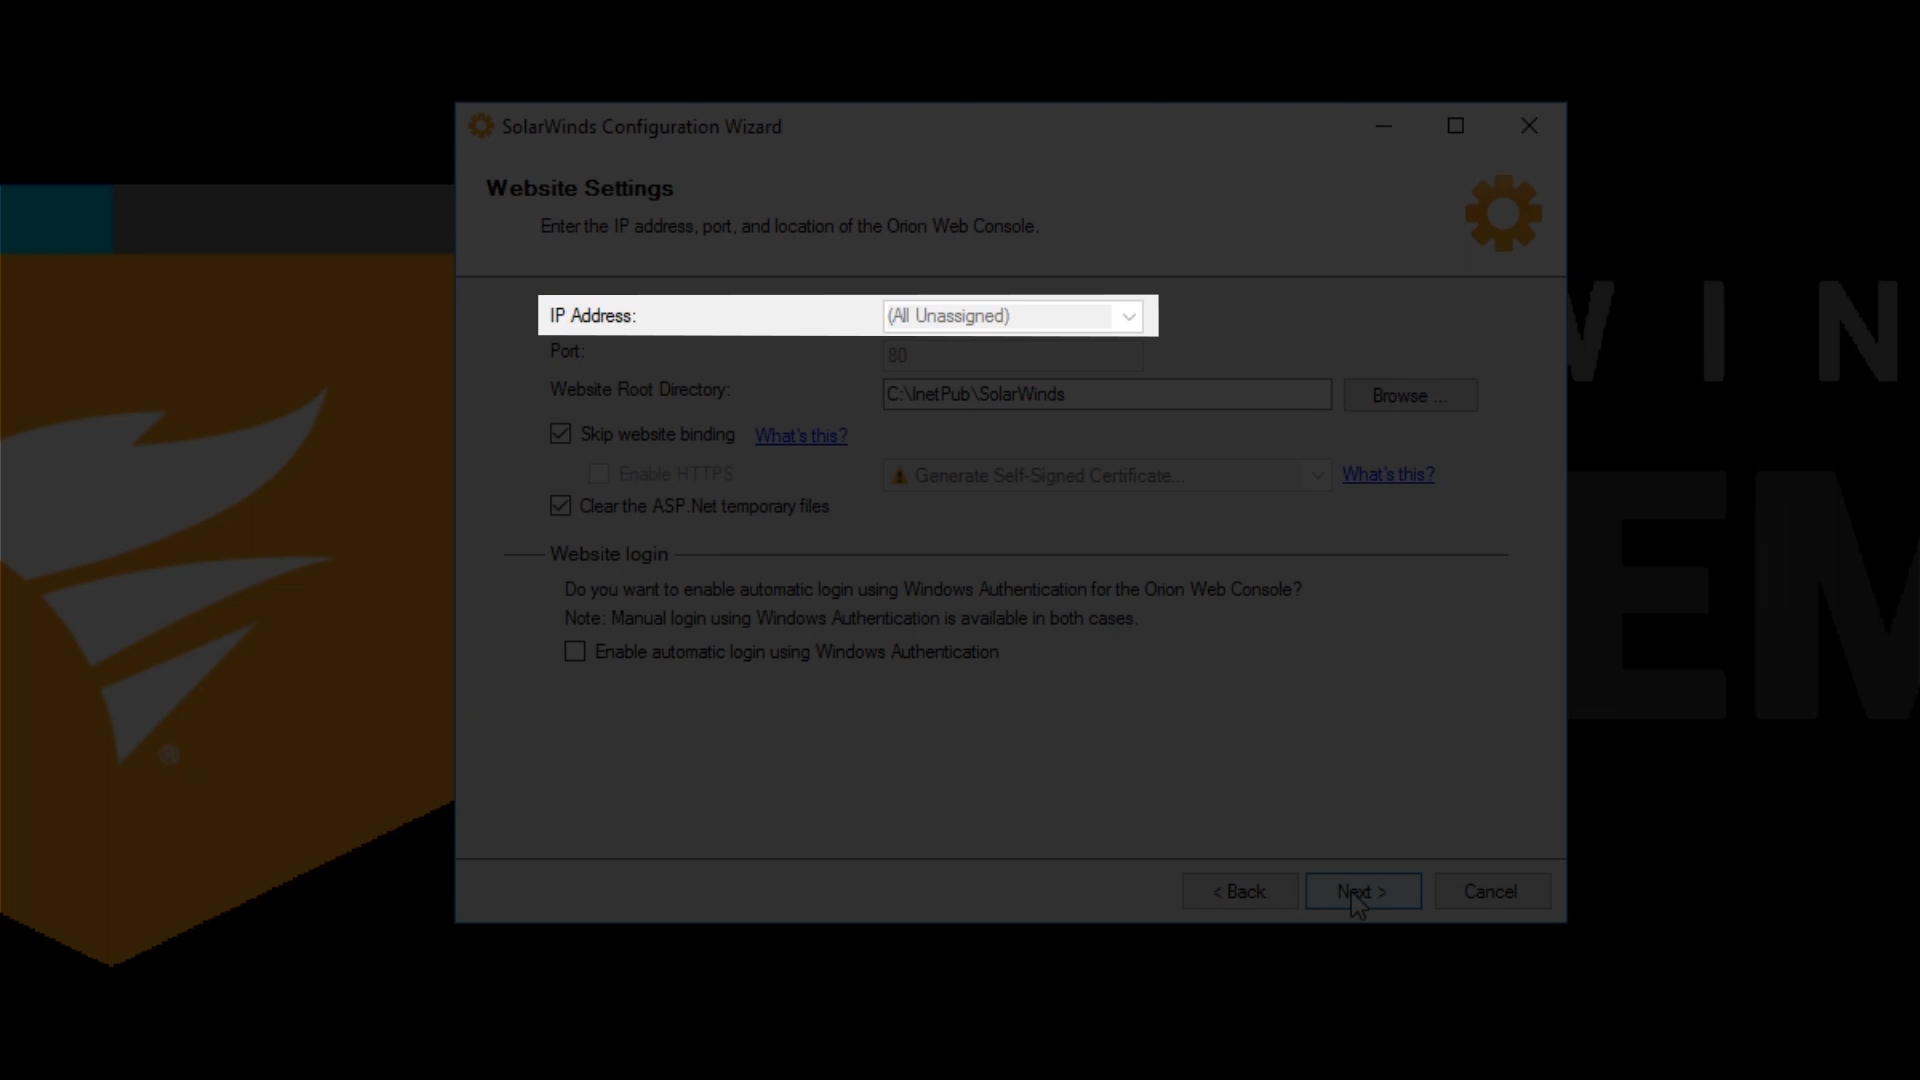 SolarWinds Configuration Wizard
Website Settings
Enter the IP address, port, and location of the Orion Web Console.
IP Address: (All Unassigned)
Port: 80
Website Root Directory: C:\InetPub\SolarWinds Browse ...
Skip website binding What's this?
Enable HTTPS Generate Self-Signed Certificate... What's this?
Clear the ASP.Net temporary files
Website login
Do you want to enable automatic login using Windows Authentication for the Orion Web Console?
Note: Manual login using Windows Authentication is available in both cases.
Enable automatic login using Windows Authentication
< Back Next > Cancel
WIN
EM
®